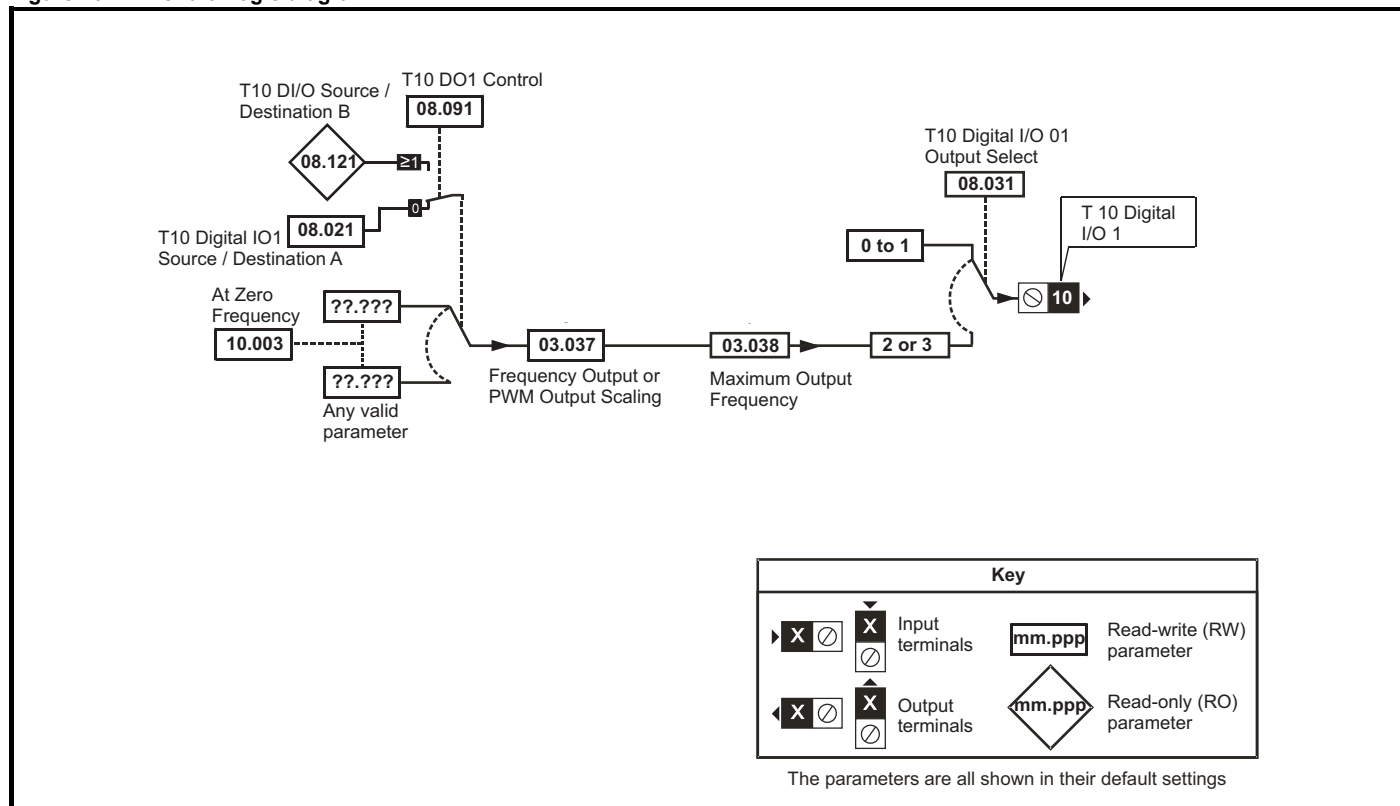 T10 DI/O Source /
Destination B
T10 DO1 Control
08.091
08.121
≥1
0
T10 Digital IO1
Source / Destination A
08.021
At Zero
Frequency
10.003
??.???
??.???
Any valid
parameter
03.037
Frequency Output or
PWM Output Scaling
03.038
Maximum Output
Frequency
T10 Digital I/O 01
Output Select
08.031
0 to 1
2 or 3
T 10 Digital
I/O 1
10
Key
X
X
Input
terminals
mm.ppp
Read-write (RW)
parameter
X
X
Output
terminals
mm.ppp
Read-only (RO)
parameter
The parameters are all shown in their default settings